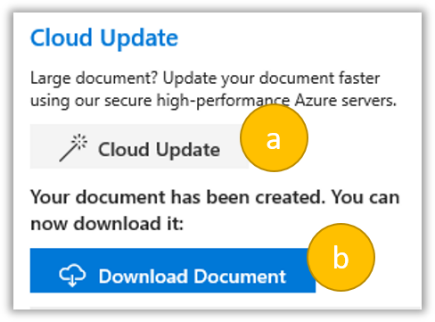 Cloud Update
Large document? Update your document faster
using our secure high-performance Azure servers.
Cloud Update
a
Your document has been created. You can
now download it:
Download Document
b